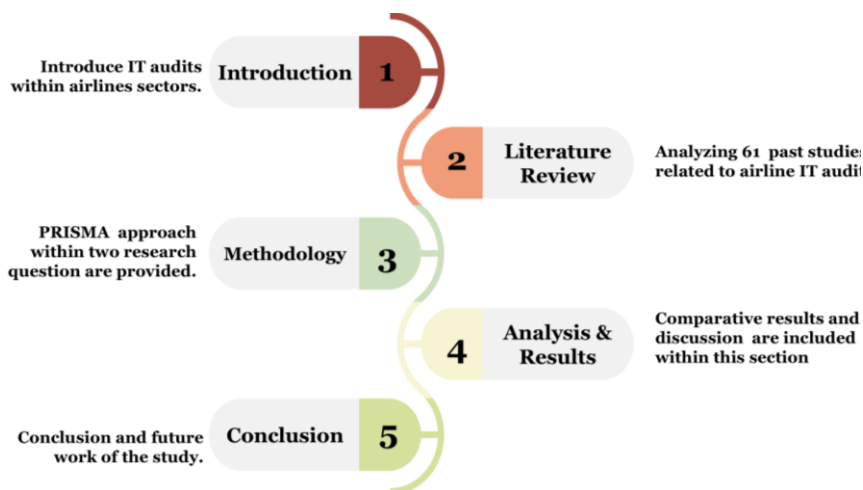 Introduce IT audits
within airlines sectors.
Introduction
1
2
Literature
Review
Analyzing 61 past studies
related to airline IT audit
PRISMA approach
within two research
question are provided.
Methodology
3
4
Analysis &
Results
Comparative results and
discussion are included
within this section
Conclusion and future
work of the study.
Conclusion
5